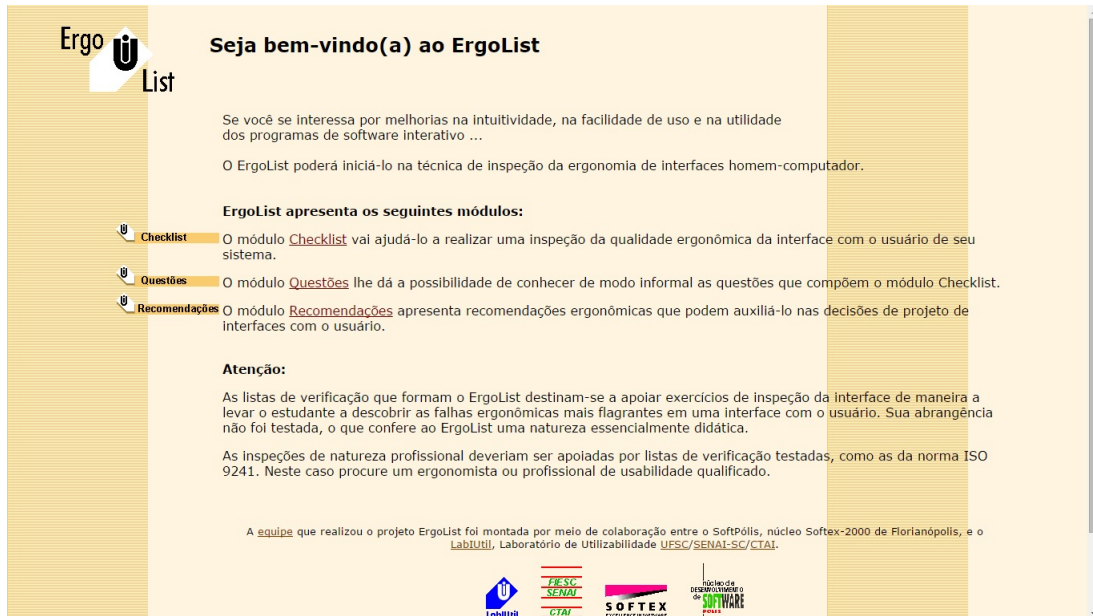 Ergo
Ü
List
Seja bem-vindo(a) ao ErgoList
Se você se interessa por melhorias na intuitividade, na facilidade de uso e na utilidade
dos programas de software interativo ...
O ErgoList poderá iniciá-lo na técnica de inspeção da ergonomia de interfaces homem-computador.
ErgoList apresenta os seguintes módulos:
Checklist
O módulo Checklist vai ajudá-lo a realizar uma inspeção da qualidade ergonômica da interface com o usuário de seu
sistema.
Questões
O módulo Questões lhe dá a possibilidade de conhecer de modo informal as questões que compõem o módulo Checklist.
Recomendações
O módulo Recomendações apresenta recomendações ergonômicas que podem auxiliá-lo nas decisões de projeto de
interfaces com o usuário.
Atenção:
As listas de verificação que formam o ErgoList destinam-se a apoiar exercícios de inspeção da interface de maneira a
levar o estudante a descobrir as falhas ergonômicas mais flagrantes em uma interface com o usuário. Sua abrangência
não foi testada, o que confere ao ErgoList uma natureza essencialmente didática.
As inspeções de natureza profissional deveriam ser apoiadas por listas de verificação testadas, como as da norma ISO
9241. Neste caso procure um ergonomista ou profissional de usabilidade qualificado.
A equipe que realizou o projeto ErgoList foi montada por meio de colaboração entre o SoftPólis, núcleo Softex-2000 de Florianópolis, e o
LabIUtil, Laboratório de Utilizabilidade UFSC/SENAI-SC/CTAI.
LabIUtil
FIESC
SENAI
CTAI
SOFTEX
núcleo de
DESENVOLVIMENTO
de SOFTWARE
POLIS